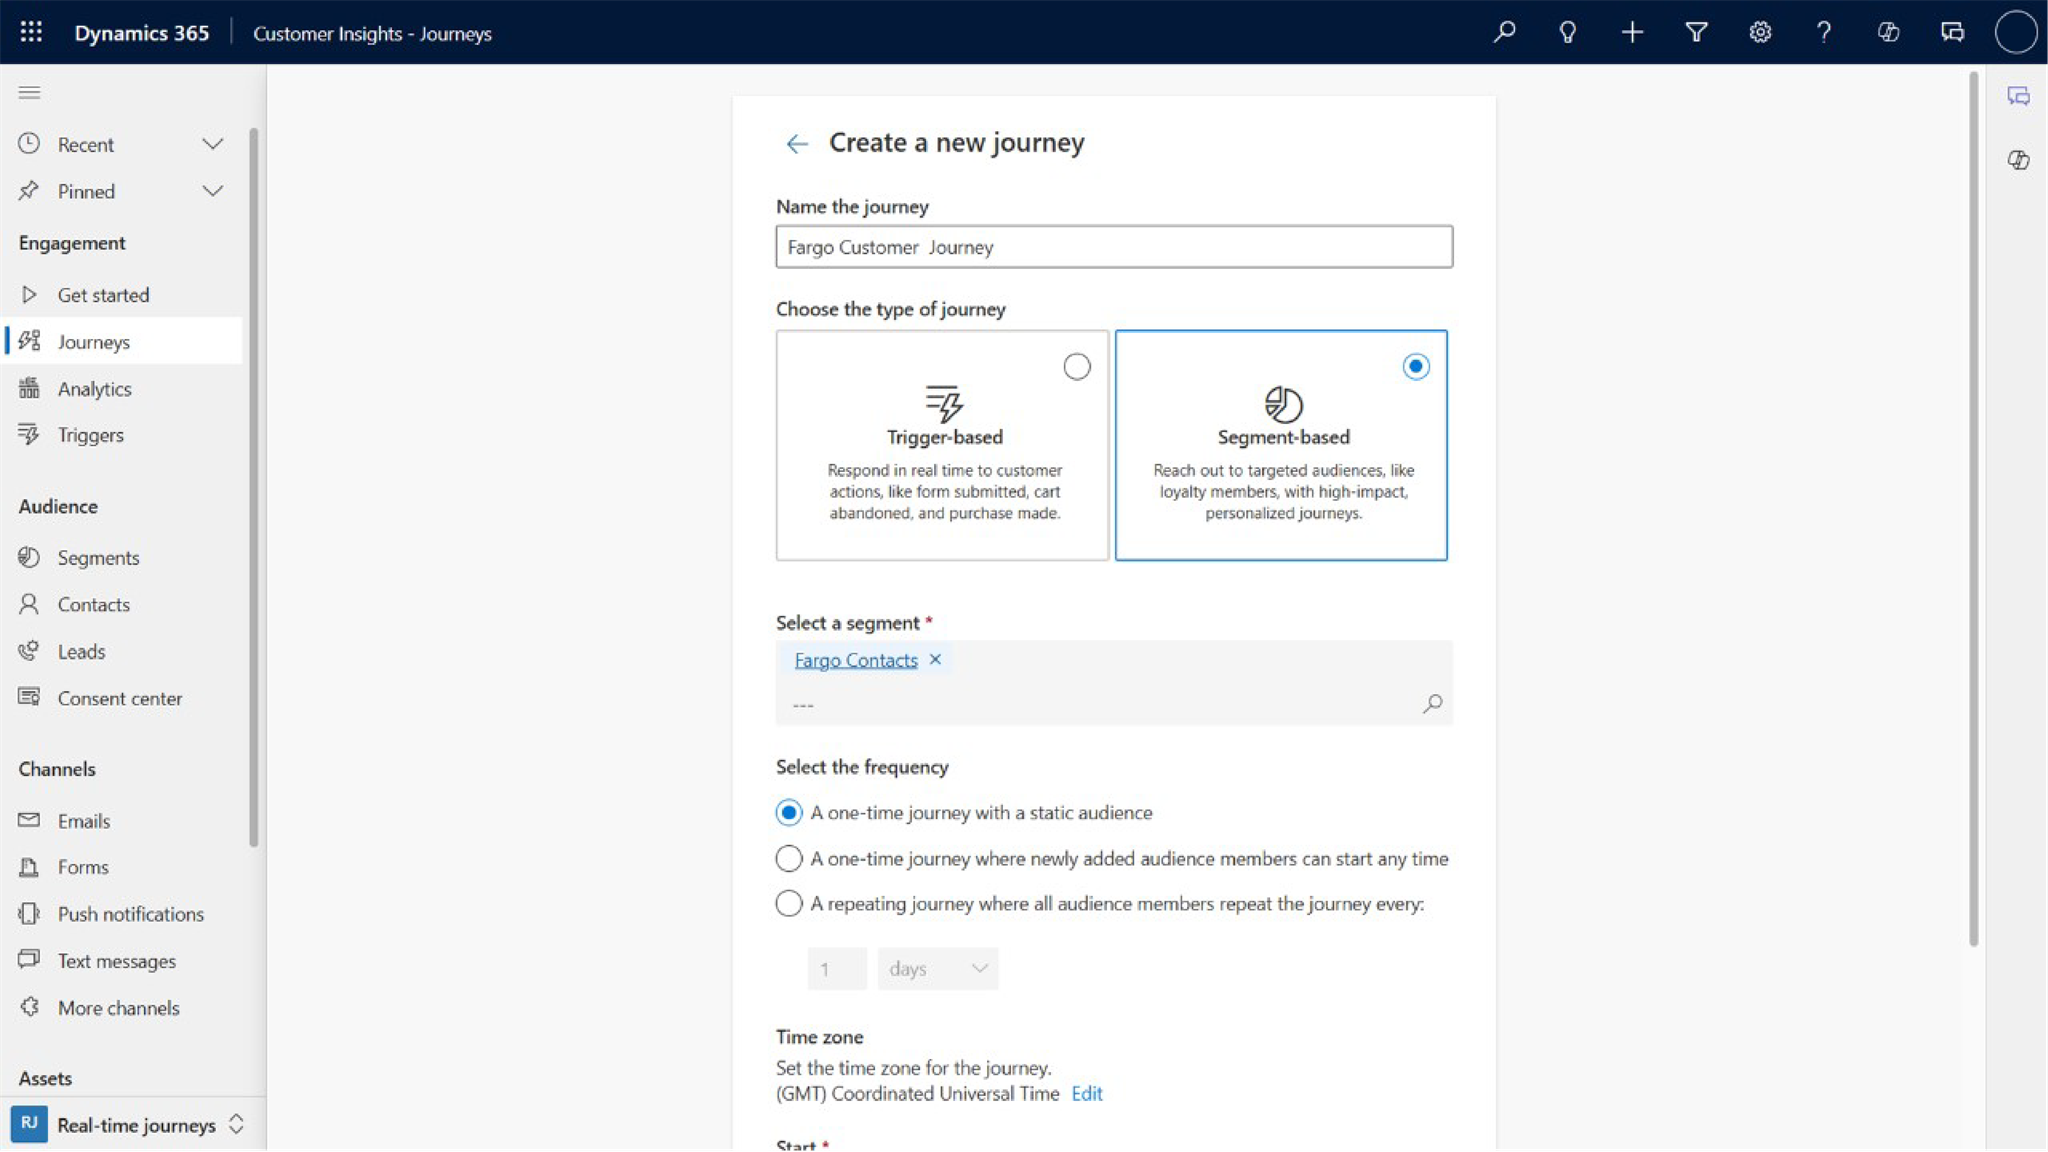 Dynamics 365
Customer Insights - Journeys
Recent
Pinned
Engagement
Get started
Journeys
Analytics
Triggers
Audience
Segments
Contacts
Leads
Consent center
Channels
Emails
Forms
Push notifications
Text messages
More channels
Assets
RJ Real-time journeys
Create a new journey
Name the journey
Fargo Customer  Journey
Choose the type of journey
Trigger-based
Respond in real time to customer
actions, like form submitted, cart
abandoned, and purchase made.
Segment-based
Reach out to targeted audiences, like
loyalty members, with high-impact,
personalized journeys.
Select a segment *
Fargo Contacts
---
Select the frequency
A one-time journey with a static audience
A one-time journey where newly added audience members can start any time
A repeating journey where all audience members repeat the journey every:
1 days
Time zone
Set the time zone for the journey.
(GMT) Coordinated Universal Time Edit
Start *